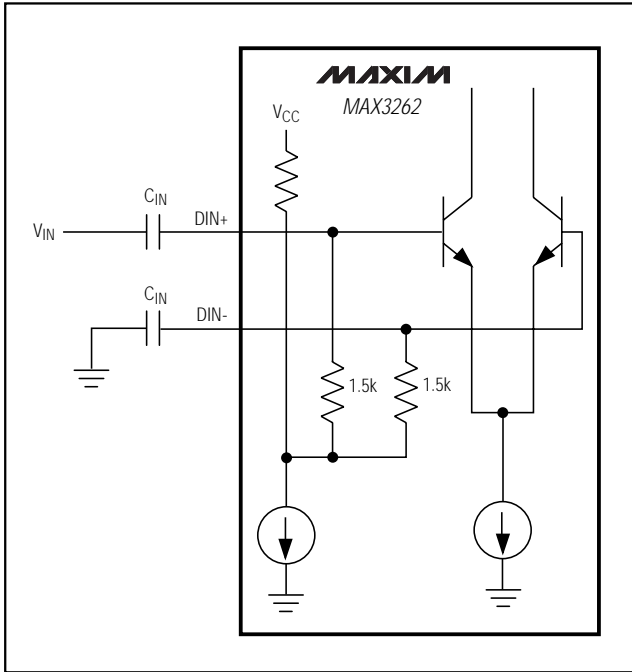 MAXIM
MAX3262
VCC
CIN
VIN
DIN+
CIN
DIN-
1.5k
1.5k